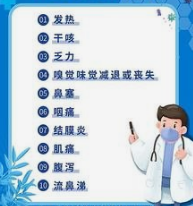 01 发热
02 干咳
03 乏力
04 嗅觉味觉减退或丧失
05 鼻塞
06 咽痛
07 结膜炎
08 肌痛
09 腹泻
10 流鼻涕